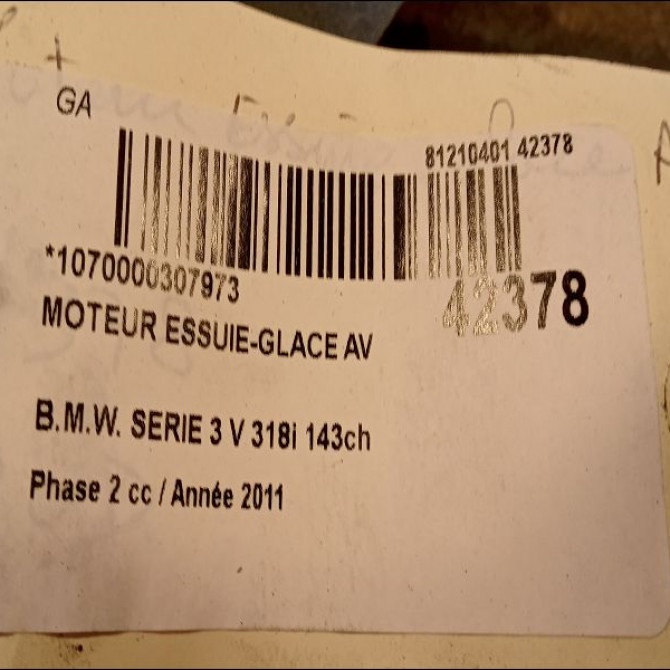 GA
81210401 42378
*1070000307973
42378
MOTEUR ESSUIE-GLACE AV
B.M.W. SERIE 3 V 318i 143ch
Phase 2 cc / Année 2011